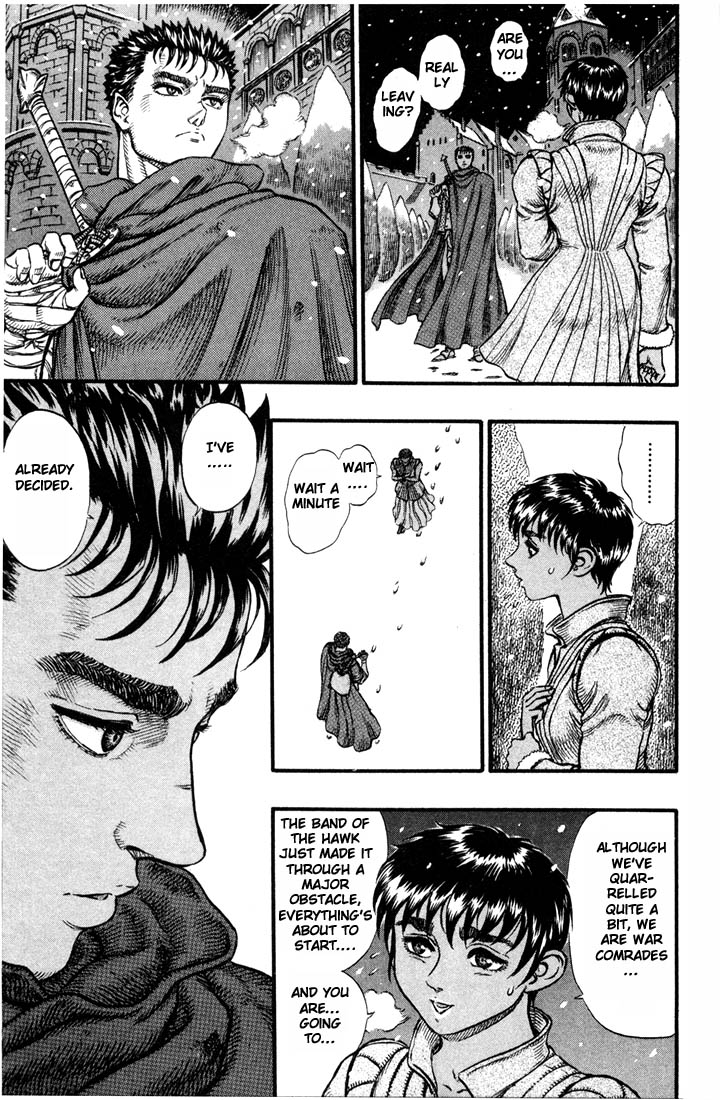 ARE
YOU
...
REAL
LY
LEAV
ING?
.........
WAIT
....
WAIT A
MINUTE
I'VE
.....
ALREADY
DECIDED.
ALTHOUGH
WE'VE
QUAR-
RELLED
QUITE A
BIT, WE
ARE WAR
COMRADES
...
THE BAND OF
THE HAWK
JUST MADE IT
THROUGH A
MAJOR
OBSTACLE,
EVERYTHING'S
ABOUT TO
START....
AND YOU
ARE...
GOING
TO...